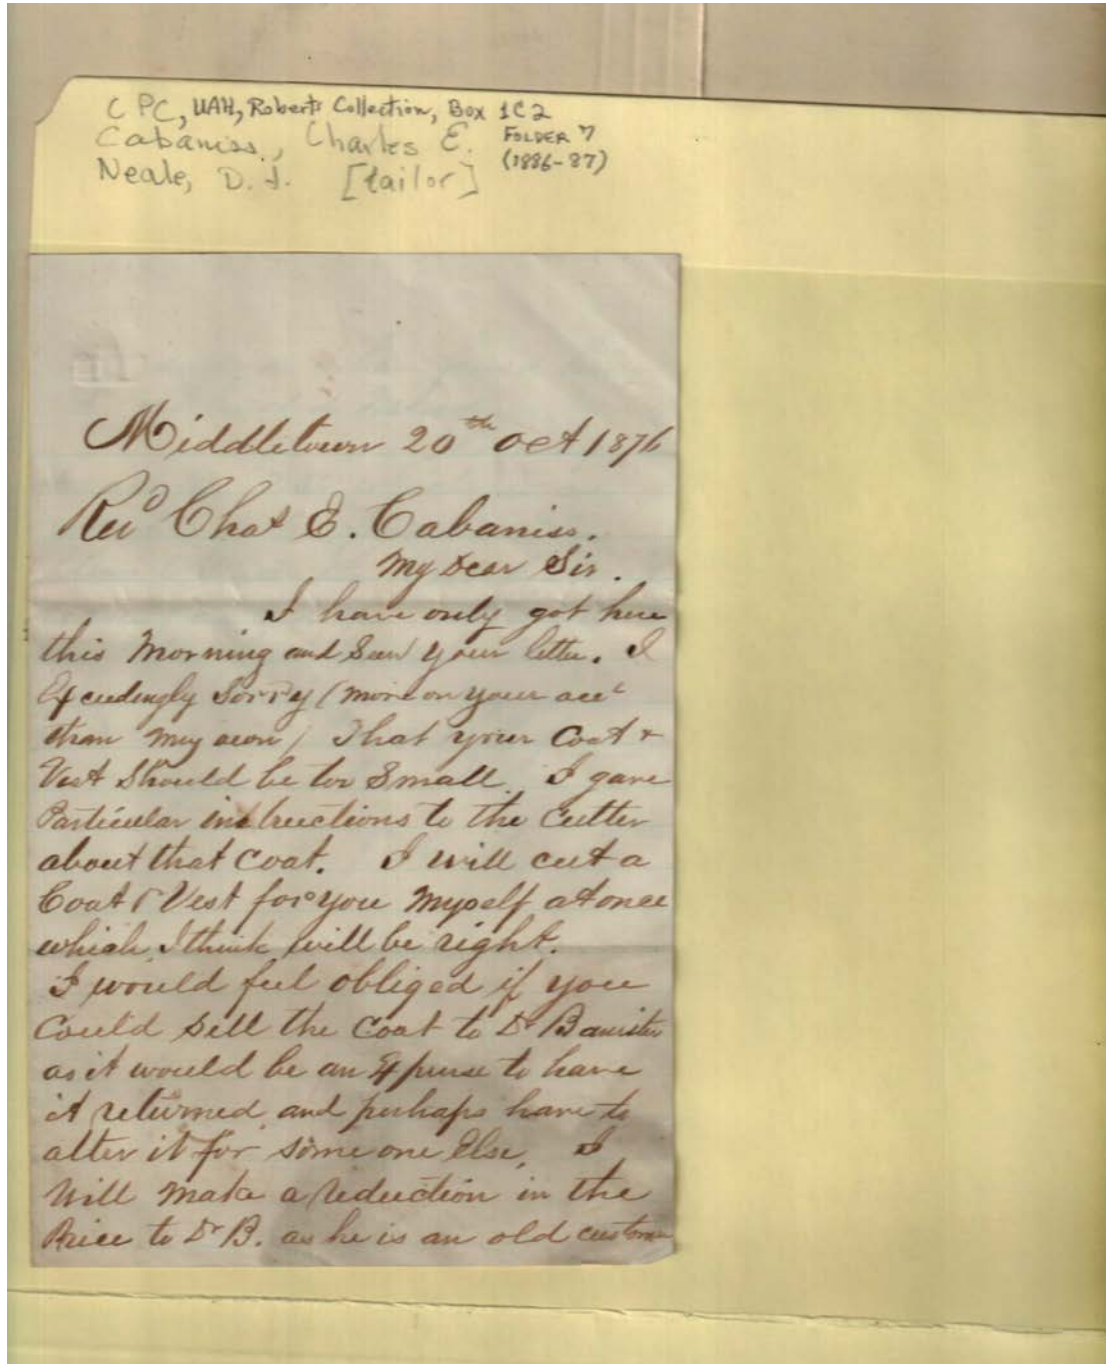 C PC, UAH, Roberts Collection, Box 1C2
Cabaniss, Charles E. FOLDER 7
Neale, D. J. [tailor] (1886-87)
Middletown 20th Oct 1876
Revd Chas E. Cabaniss.
My Dear Sir.
I have only got here
this Morning and Saw your letter. I
Exceedingly Sorry (more on your acct
than my own) That your Coat &
Vest Should be too Small. I gave
Particular instructions to the Cutter
about that Coat. I will cut a
Coat & Vest for you Myself at once
which I think will be right.
I would feel obliged if you
Could sell the Coat to Dr Banister
as it would be an Expense to have
it returned and perhaps have to
alter it for some one Else, I
Will Make a reduction in the
Price to Dr B. as he is an old custom